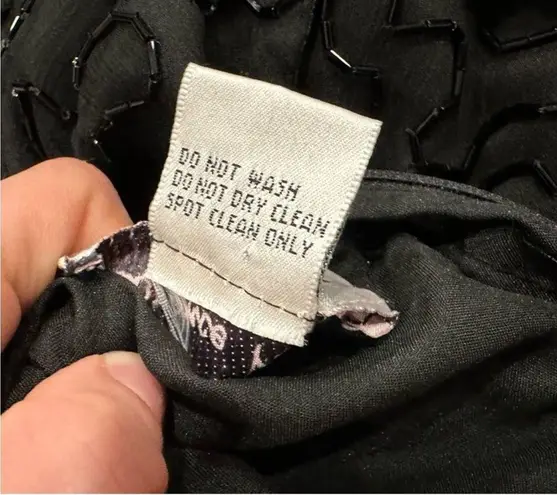 DO NOT WASH
DO NOT DRY CLEAN
SPOT CLEAN ONLY